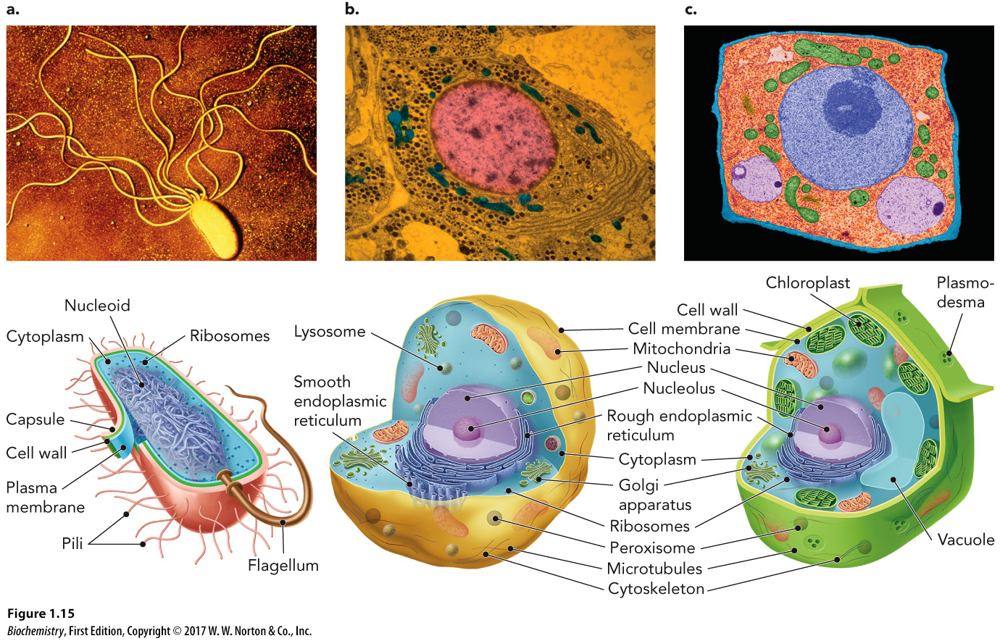 a.
b.
c.
Nucleoid
Cytoplasm
Ribosomes
Capsule
Cell wall
Plasma
membrane
Pili
Flagellum
Lysosome
Smooth
endoplasmic
reticulum
Chloroplast
Plasmo-
desma
Cell wall
Cell membrane
Mitochondria
Nucleus
Nucleolus
Rough endoplasmic
reticulum
Cytoplasm
Golgi
apparatus
Ribosomes
Peroxisome
Microtubules
Cytoskeleton
Vacuole
Figure 1.15
Biochemistry, First Edition, Copyright © 2017 W. W. Norton & Co., Inc.